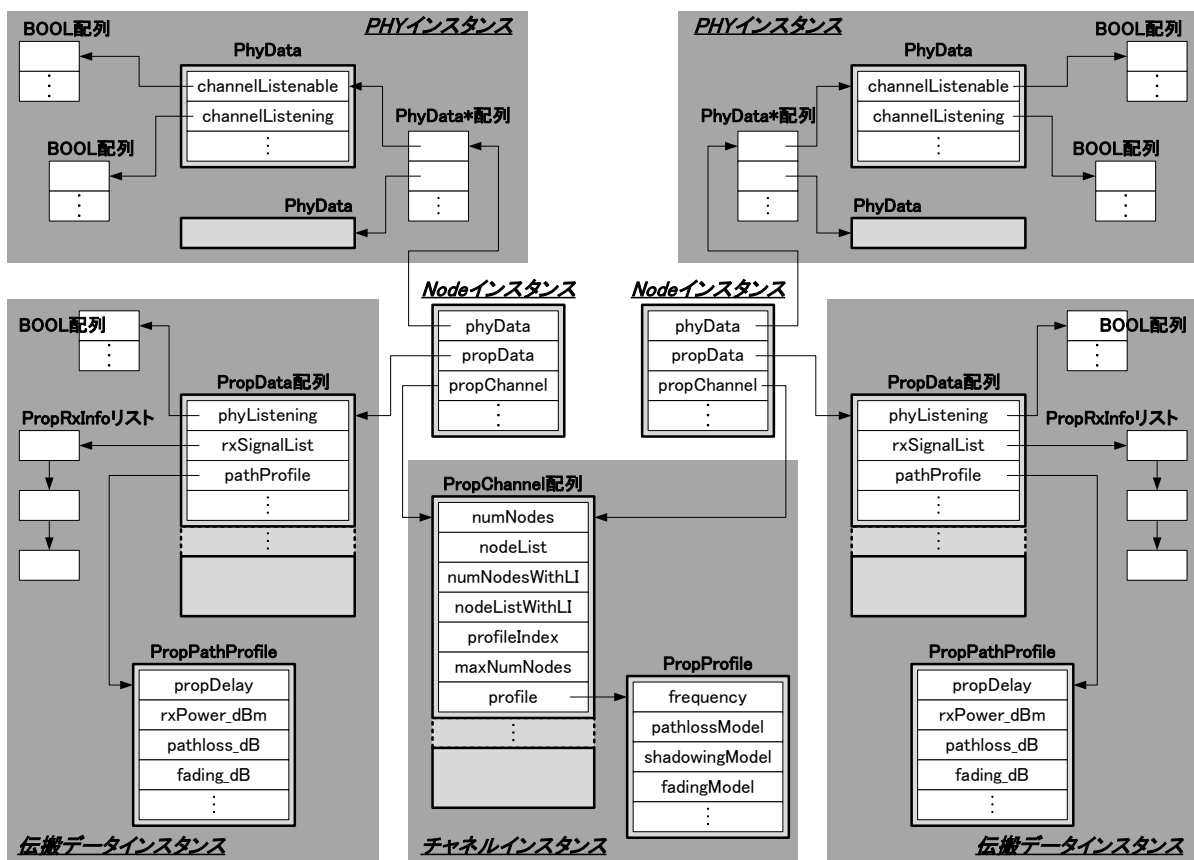 PHYインスタンス
BOOL配列
PhyData
channelListenable
channelListening
⋮
PhyData*配列
⋮
⋮
BOOL配列
⋮
PhyData
PHYインスタンス
PhyData
BOOL配列
channelListenable
channelListening
⋮
PhyData*配列
⋮
⋮
BOOL配列
⋮
PhyData
Nodeインスタンス
phyData
propData
propChannel
⋮
Nodeインスタンス
phyData
propData
propChannel
⋮
BOOL配列
⋮
PropData配列
phyListening
rxSignalList
pathProfile
⋮
⋮
PropRxInfoリスト
PropPathProfile
propDelay
rxPower_dBm
pathloss_dB
fading_dB
⋮
伝搬データインスタンス
PropChannel配列
numNodes
nodeList
numNodesWithLI
nodeListWithLI
profileIndex
maxNumNodes
profile
⋮
PropProfile
frequency
pathlossModel
shadowingModel
fadingModel
⋮
チャネルインスタンス
BOOL配列
⋮
PropData配列
phyListening
rxSignalList
pathProfile
⋮
⋮
PropRxInfoリスト
PropPathProfile
propDelay
rxPower_dBm
pathloss_dB
fading_dB
⋮
伝搬データインスタンス